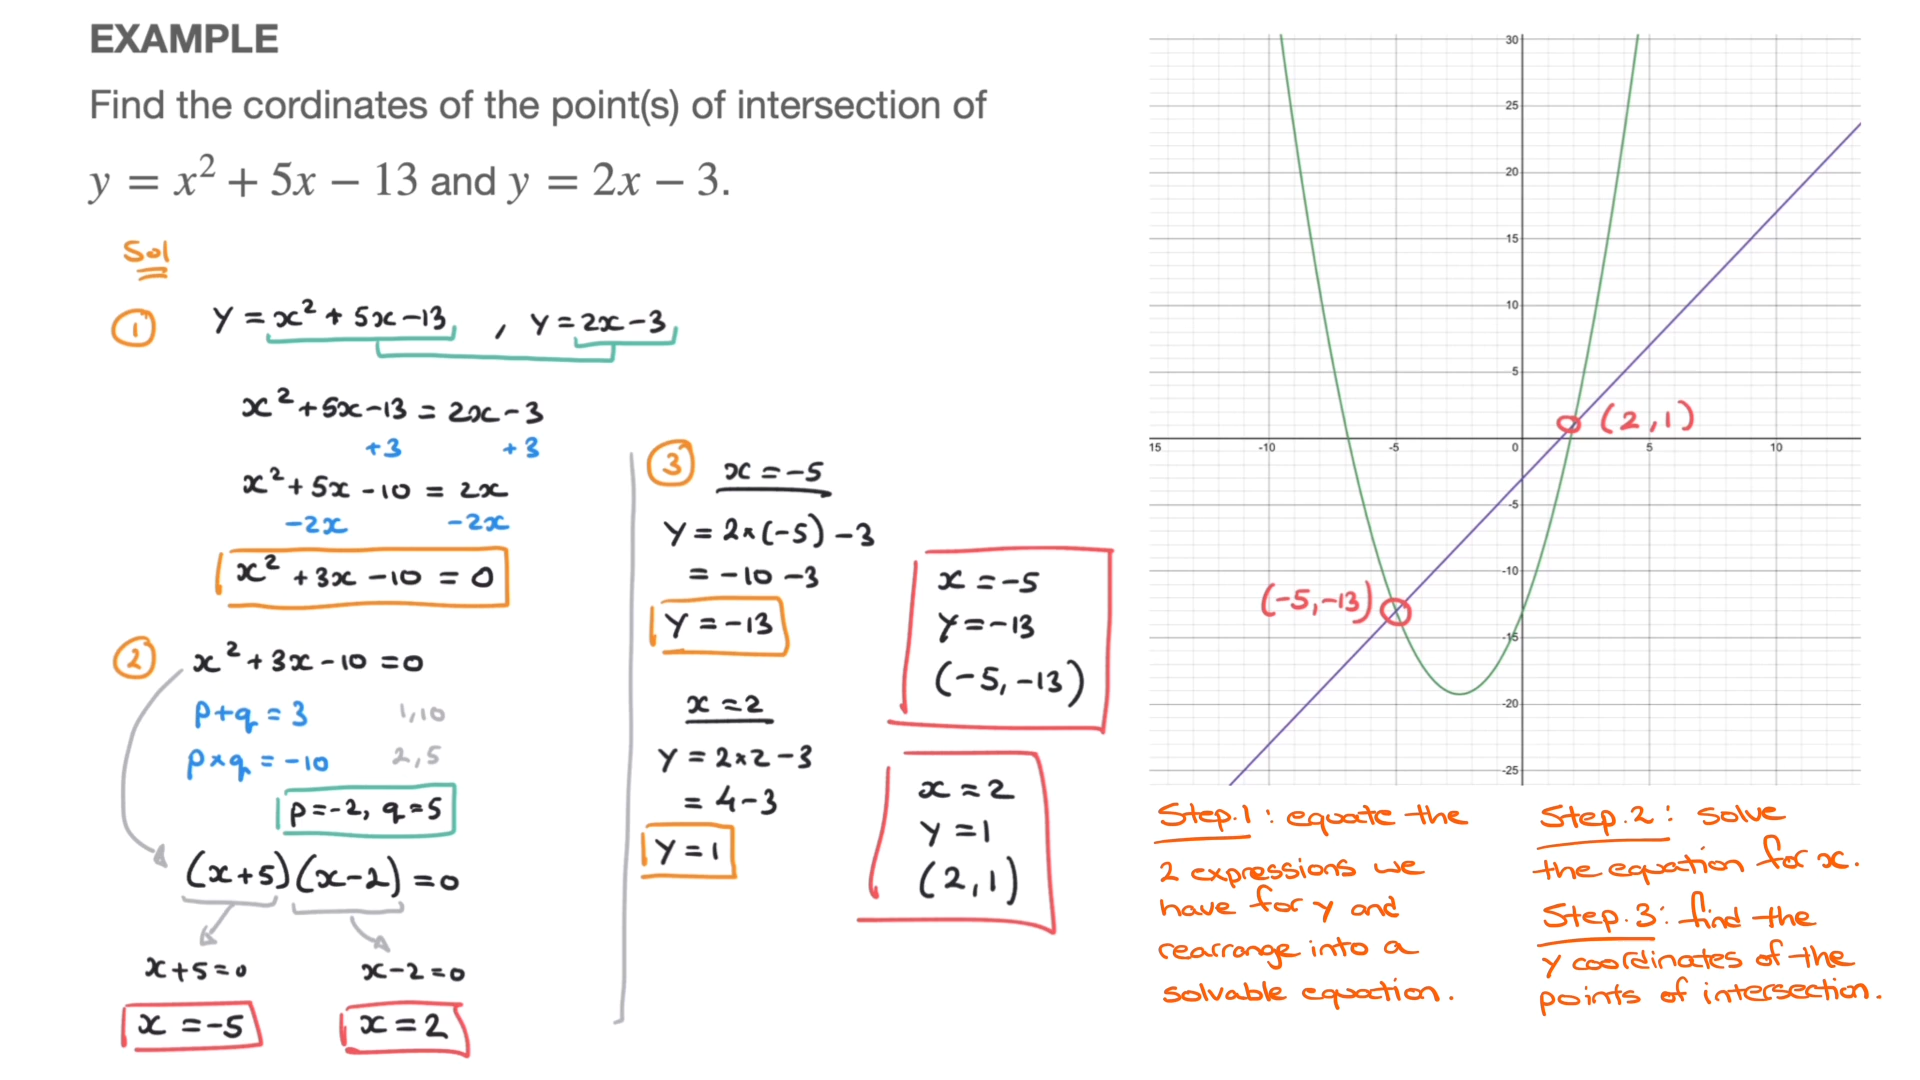 EXAMPLE
Find the cordinates of the point(s) of intersection of
y = x² + 5x − 13 and y = 2x − 3.
Sol
① y = x² + 5x − 13 , y = 2x − 3
x² + 5x − 13 = 2x − 3
+3 +3
x² + 5x − 10 = 2x
−2x −2x
x² + 3x − 10 = 0
② x² + 3x − 10 = 0
p+q = 3 1,10
p×q = −10 2,5
p = −2, q = 5
(x+5)(x−2) = 0
x+5 = 0 x−2 = 0
x = −5 x = 2
③ x = −5
y = 2×(−5) − 3
= −10 − 3
y = −13
x = 2
y = 2×2 − 3
= 4 − 3
y = 1
x = −5
y = −13
(−5, −13)
x = 2
y = 1
(2, 1)
30
25
20
15
10
5
15 -10 -5 0 5 10
-5
-10
-15
-20
-25
(2,1)
(−5,−13)
Step.1 : equate the
2 expressions we
have for y and
rearrange into a
solvable equation.
Step.2 : solve
the equation for x.
Step.3 : find the
y coordinates of the
points of intersection.